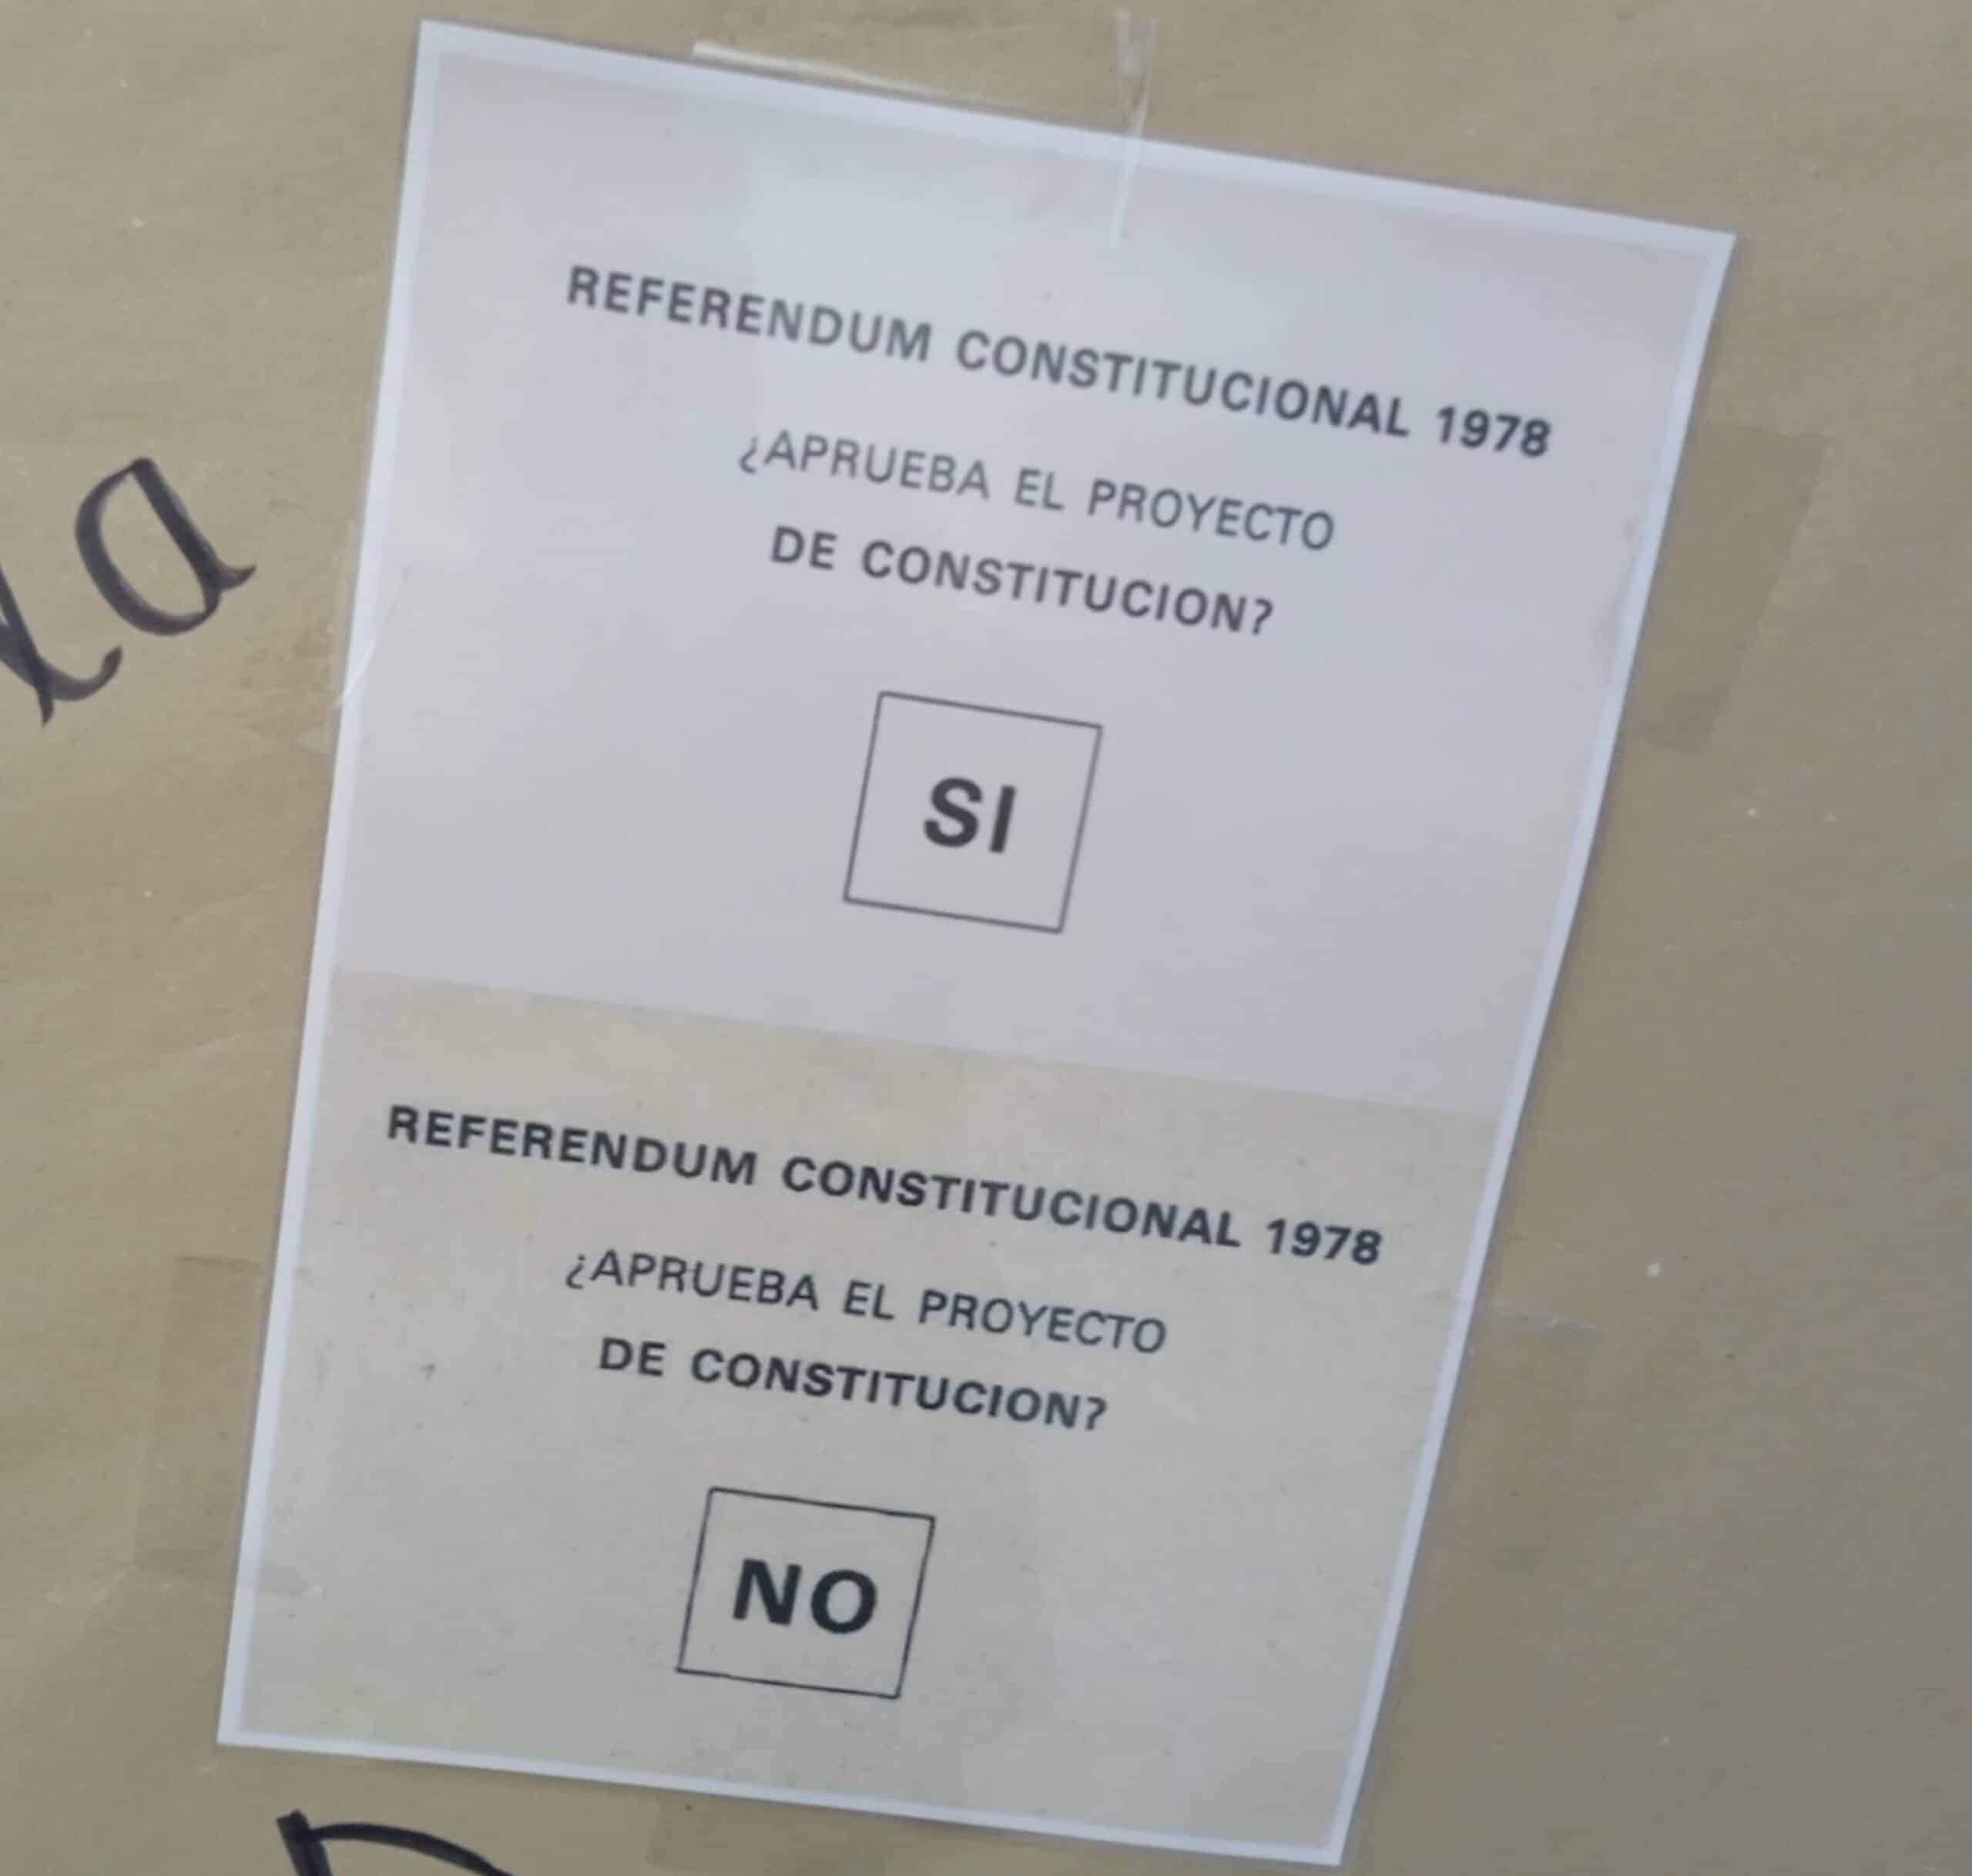 REFERENDUM CONSTITUCIONAL 1978
¿APRUEBA EL PROYECTO
DE CONSTITUCION?
SI
REFERENDUM CONSTITUCIONAL 1978
¿APRUEBA EL PROYECTO
DE CONSTITUCION?
NO